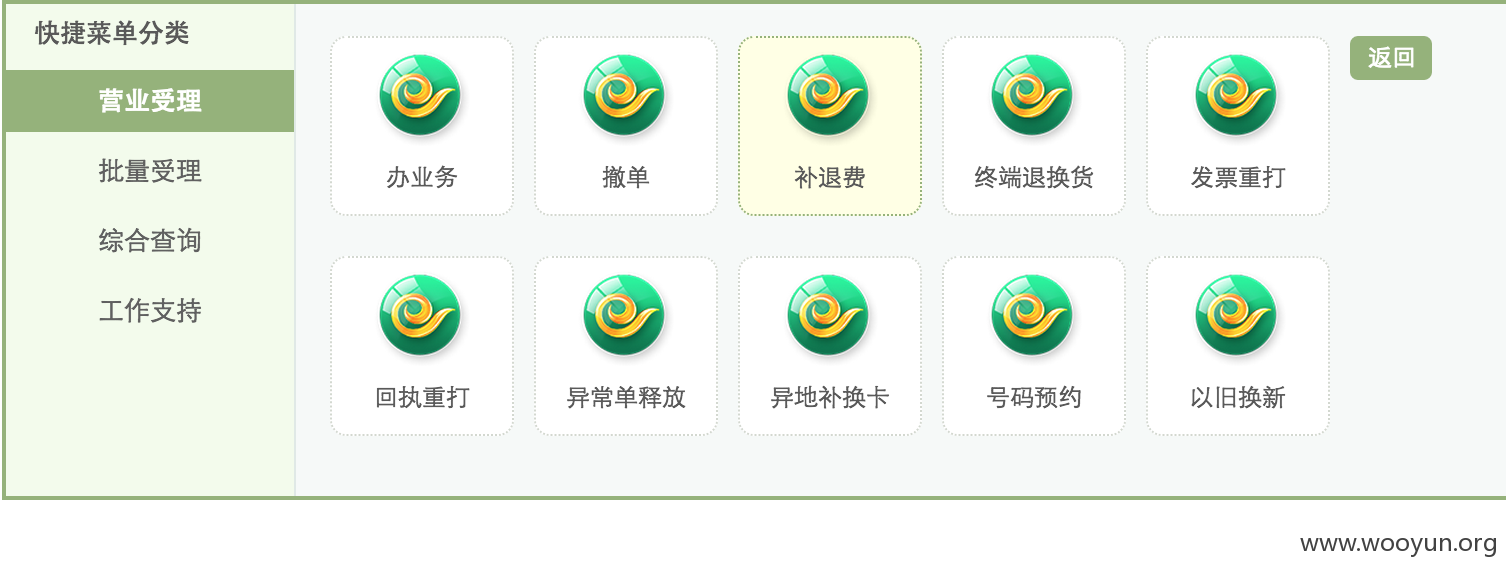 快捷菜单分类
营业受理
批量受理
综合查询
工作支持
办业务
撤单
补退费
终端退换货
发票重打
返回
回执重打
异常单释放
异地补换卡
号码预约
以旧换新
www.wooyun.org